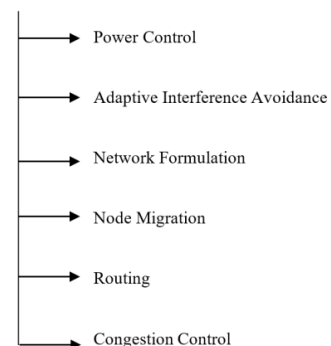 Power Control
Adaptive Interference Avoidance
Network Formulation
Node Migration
Routing
Congestion Control